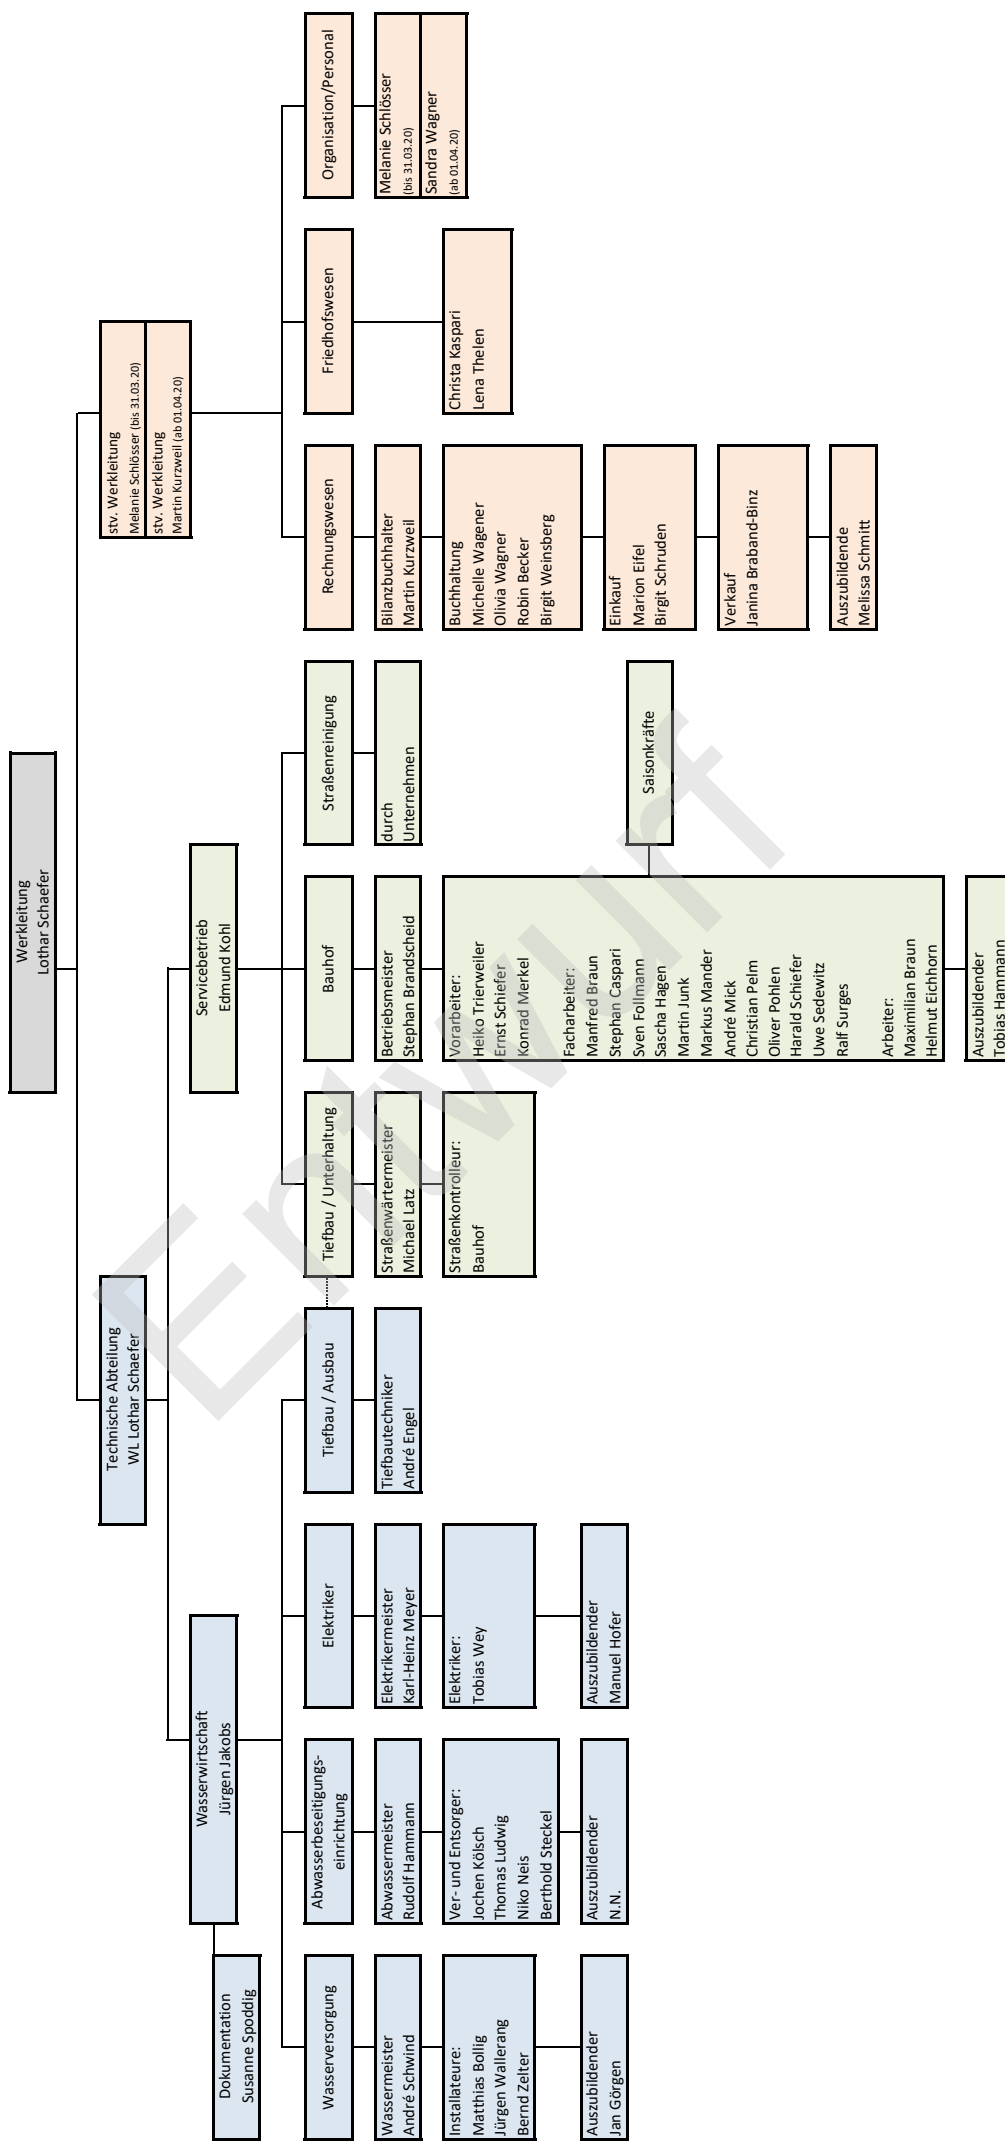 Werkleitung
Lothar Schaefer
Technische Abteilung
WL Lothar Schaefer
stv. Werkleitung
Melanie Schlösser (bis 31.03.20)
stv. Werkleitung
Martin Kurzweil (ab 01.04.20)
Dokumentation
Susanne Spoddig
Wasserwirtschaft
Jürgen Jakobs
Servicebetrieb
Edmund Kohl
Wasserversorgung
Wassermeister
André Schwind
Installateure:
Matthias Bollig
Jürgen Wallerang
Bernd Zelter
Auszubildender
Jan Görgen
Abwasserbeseitigungs-
einrichtung
Abwassermeister
Rudolf Hammann
Ver- und Entsorger:
Jochen Kölsch
Thomas Ludwig
Niko Neis
Berthold Steckel
Auszubildender
N.N.
Elektriker
Elektrikermeister
Karl-Heinz Meyer
Elektriker:
Tobias Wey
Auszubildender
Manuel Hofer
Tiefbau / Ausbau
Tiefbautechniker
André Engel
Tiefbau / Unterhaltung
Straßenwärtermeister
Michael Latz
Straßenkontrolleur:
Bauhof
Bauhof
Betriebsmeister
Stephan Brandscheid
Vorarbeiter:
Heiko Trierweiler
Ernst Schiefer
Konrad Merkel
Facharbeiter:
Manfred Braun
Stephan Caspari
Sven Follmann
Sascha Hagen
Martin Junk
Markus Mander
André Mick
Christian Pelm
Oliver Pohlen
Harald Schiefer
Uwe Sedewitz
Ralf Surges
Arbeiter:
Maximilian Braun
Helmut Eichhorn
Auszubildender
Tobias Hammann
Straßenreinigung
durch
Unternehmen
Saisonkräfte
Rechnungswesen
Bilanzbuchhalter
Martin Kurzweil
Buchhaltung
Michelle Wagener
Olivia Wagner
Robin Becker
Birgit Weinsberg
Einkauf
Marion Eifel
Birgit Schruden
Verkauf
Janina Braband-Binz
Auszubildende
Melissa Schmitt
Friedhofswesen
Christa Kaspari
Lena Thelen
Organisation/Personal
Melanie Schlösser
(bis 31.03.20)
Sandra Wagner
(ab 01.04.20)
Entwurf